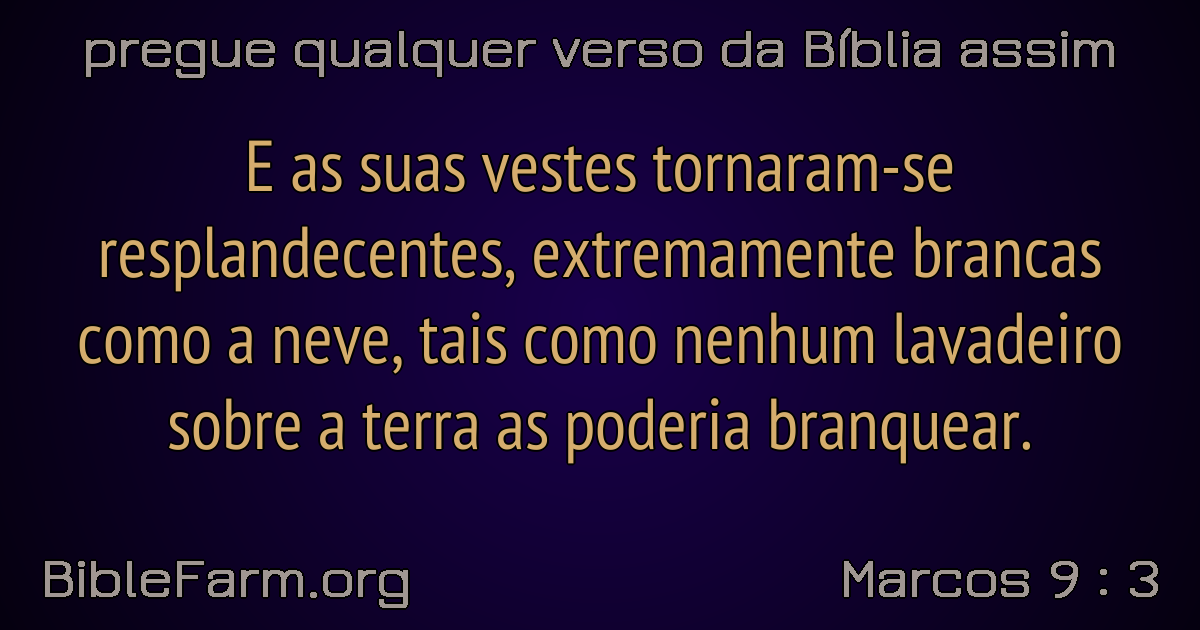 pregue qualquer verso da Bíblia assim
E as suas vestes tornaram-se
resplandecentes, extremamente brancas
como a neve, tais como nenhum lavadeiro
sobre a terra as poderia branquear.
BibleFarm.org
Marcos 9 : 3